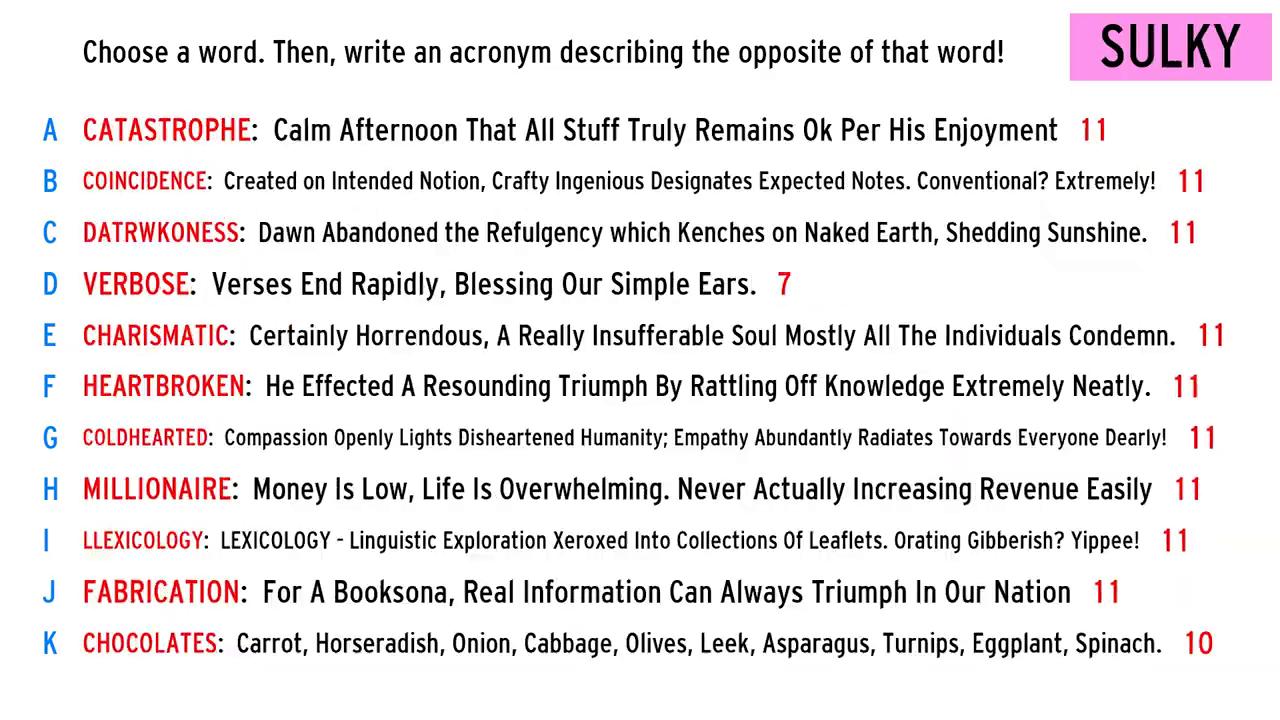 Choose a word. Then, write an acronym describing the opposite of that word!
SULKY
A CATASTROPHE: Calm Afternoon That All Stuff Truly Remains Ok Per His Enjoyment 11
B COINCIDENCE: Created on Intended Notion, Crafty Ingenious Designates Expected Notes. Conventional? Extremely! 11
C DATRWKONESS: Dawn Abandoned the Refulgency which Kenches on Naked Earth, Shedding Sunshine. 11
D VERBOSE: Verses End Rapidly, Blessing Our Simple Ears. 7
E CHARISMATIC: Certainly Horrendous, A Really Insufferable Soul Mostly All The Individuals Condemn. 11
F HEARTBROKEN: He Effected A Resounding Triumph By Rattling Off Knowledge Extremely Neatly. 11
G COLDHEARTED: Compassion Openly Lights Disheartened Humanity; Empathy Abundantly Radiates Towards Everyone Dearly! 11
H MILLIONAIRE: Money Is Low, Life Is Overwhelming. Never Actually Increasing Revenue Easily 11
I LLEXICOLOGY: LEXICOLOGY - Linguistic Exploration Xeroxed Into Collections Of Leaflets. Orating Gibberish? Yippee! 11
J FABRICATION: For A Booksona, Real Information Can Always Triumph In Our Nation 11
K CHOCOLATES: Carrot, Horseradish, Onion, Cabbage, Olives, Leek, Asparagus, Turnips, Eggplant, Spinach. 10